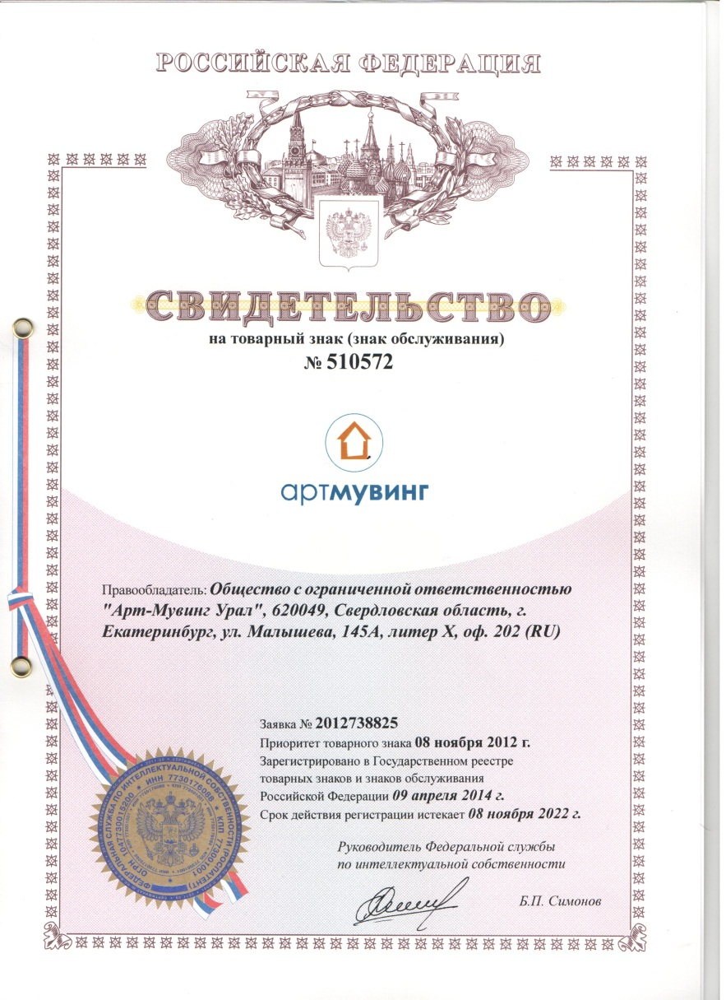 РОССИЙСКАЯ ФЕДЕРАЦИЯ
СВИДЕТЕЛЬСТВО
на товарный знак (знак обслуживания)
№ 510572
артмувинг
Правообладатель: Общество с ограниченной ответственностью
"Арт-Мувинг Урал", 620049, Свердловская область, г.
Екатеринбург, ул. Малышева, 145А, литер Х, оф. 202 (RU)
Заявка № 2012738825
Приоритет товарного знака 08 ноября 2012 г.
Зарегистрировано в Государственном реестре
товарных знаков и знаков обслуживания
Российской Федерации 09 апреля 2014 г.
Срок действия регистрации истекает 08 ноября 2022 г.
Руководитель Федеральной службы
по интеллектуальной собственности
Б.П. Симонов
ФЕДЕРАЛЬНАЯ СЛУЖБА ПО ИНТЕЛЛЕКТУАЛЬНОЙ СОБСТВЕННОСТИ (РОСПАТЕНТ)
ОГРН 1047730015200 * ИНН 7730176088 * КПП 773001001